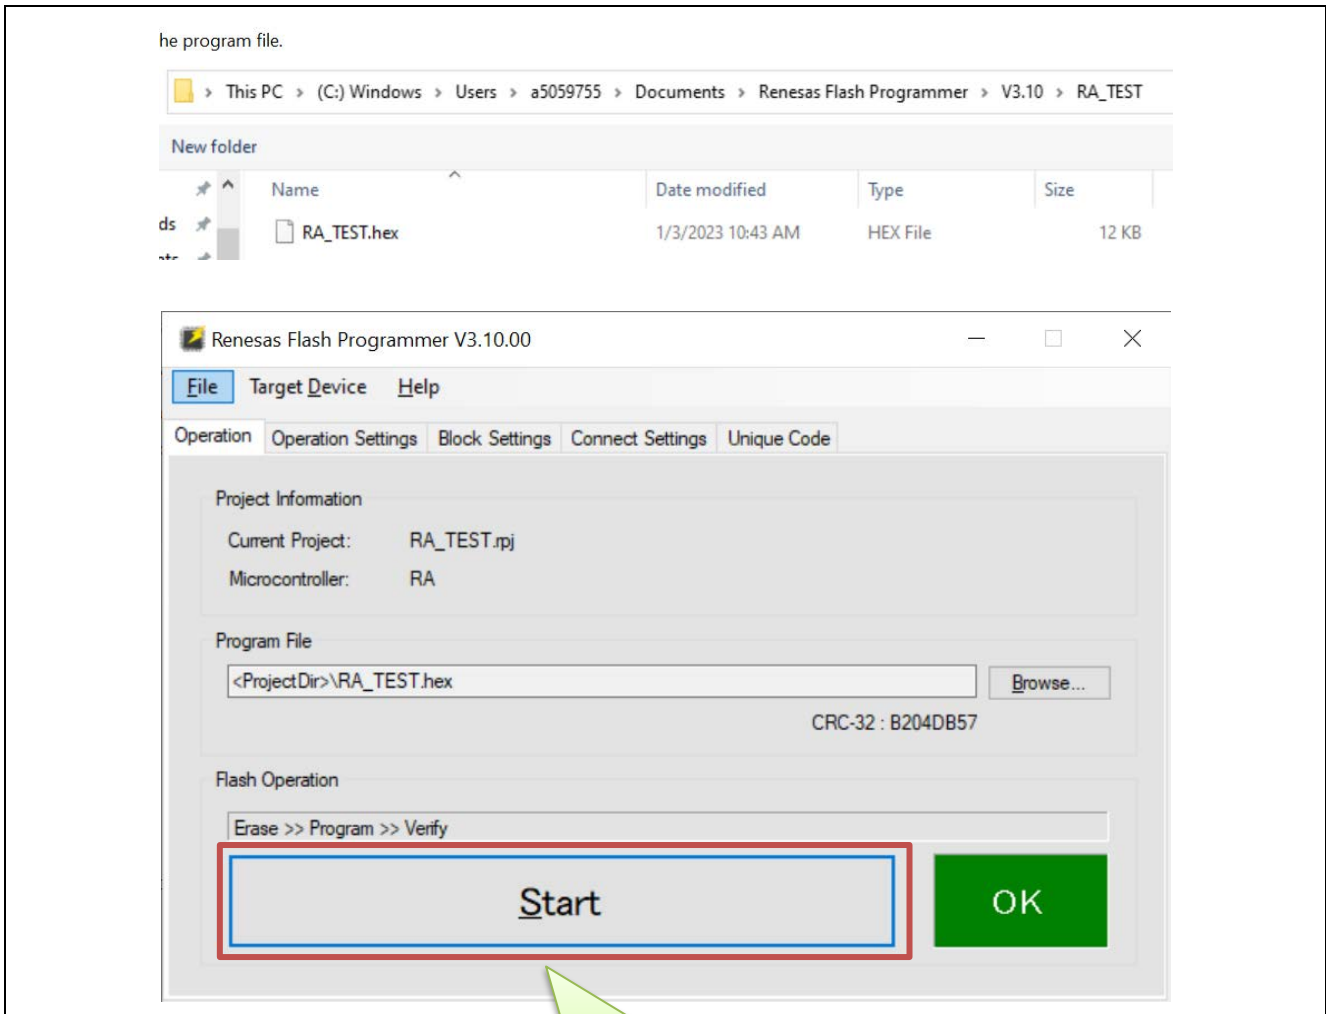 he program file.
This PC > (C:) Windows > Users > a5059755 > Documents > Renesas Flash Programmer > V3.10 > RA_TEST
New folder
Name Date modified Type Size
ds RA_TEST.hex 1/3/2023 10:43 AM HEX File 12 KB
Renesas Flash Programmer V3.10.00
File Target Device Help
Operation Operation Settings Block Settings Connect Settings Unique Code
Project Information
Current Project: RA_TEST.rpj
Microcontroller: RA
Program File
<ProjectDir>\RA_TEST.hex Browse...
CRC-32 : B204DB57
Flash Operation
Erase >> Program >> Verify
Start OK